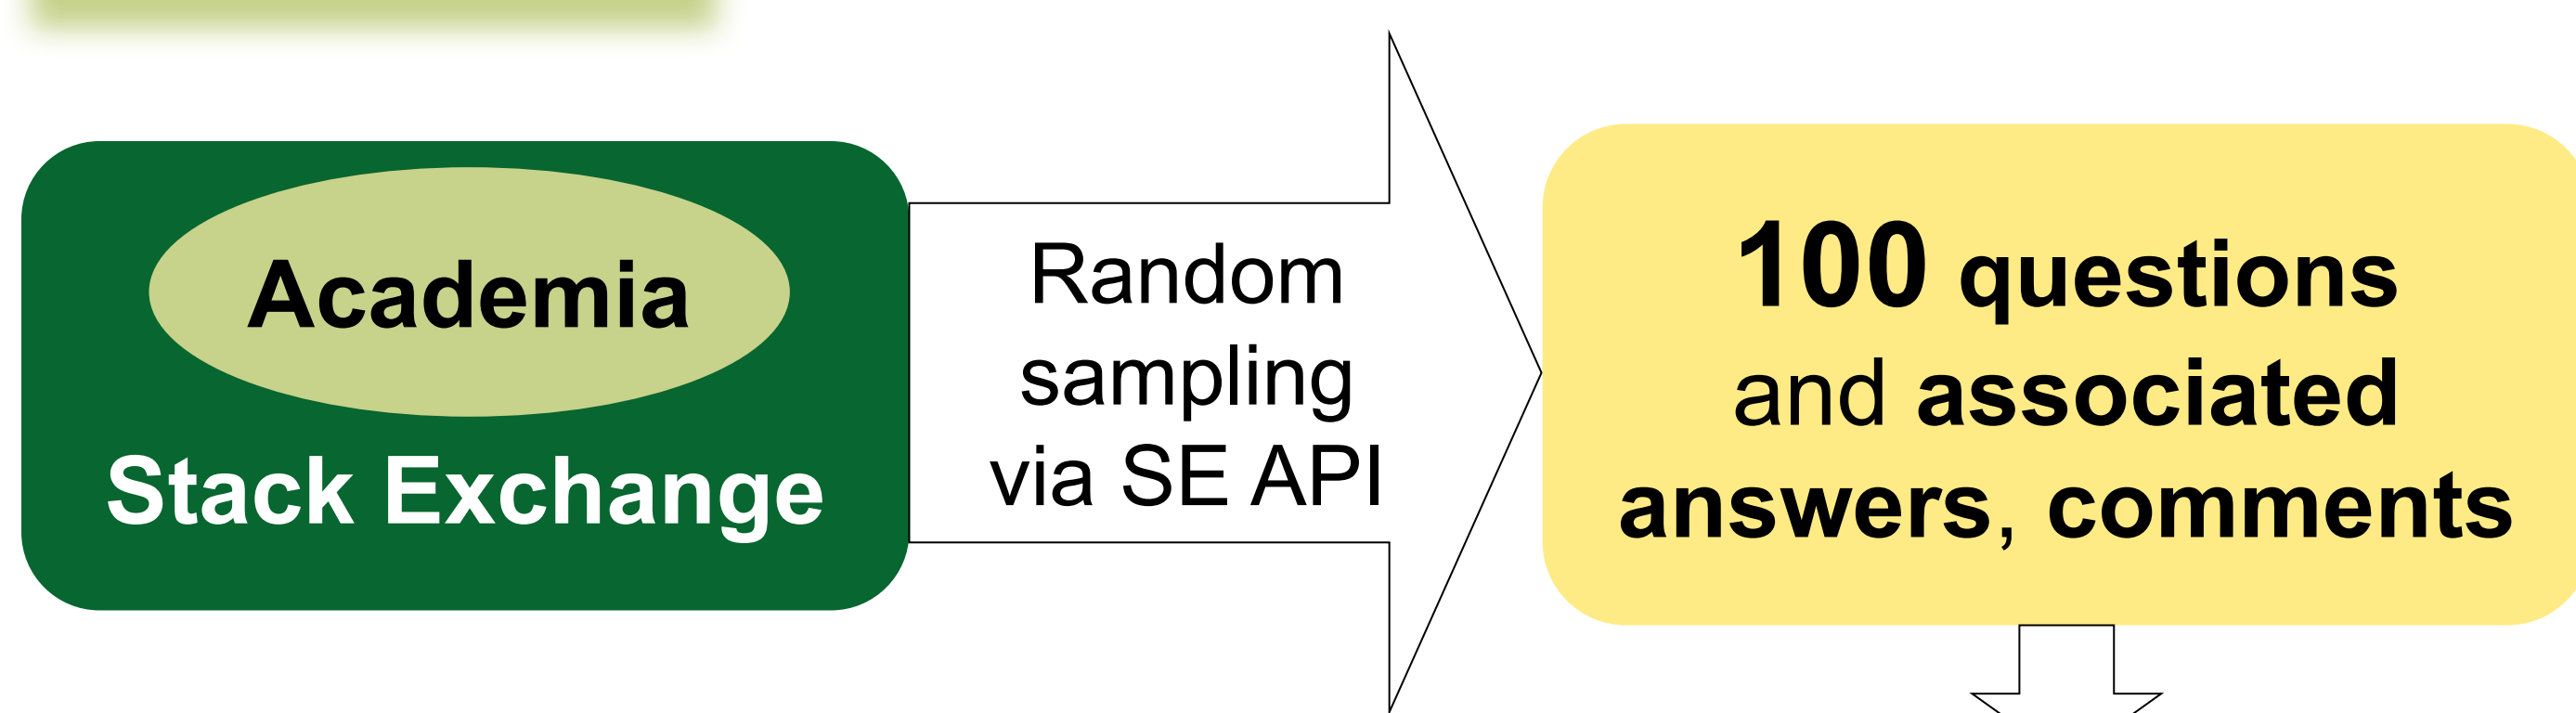 Academia
Stack Exchange
Random
sampling
via SE API
100 questions
and associated
answers, comments